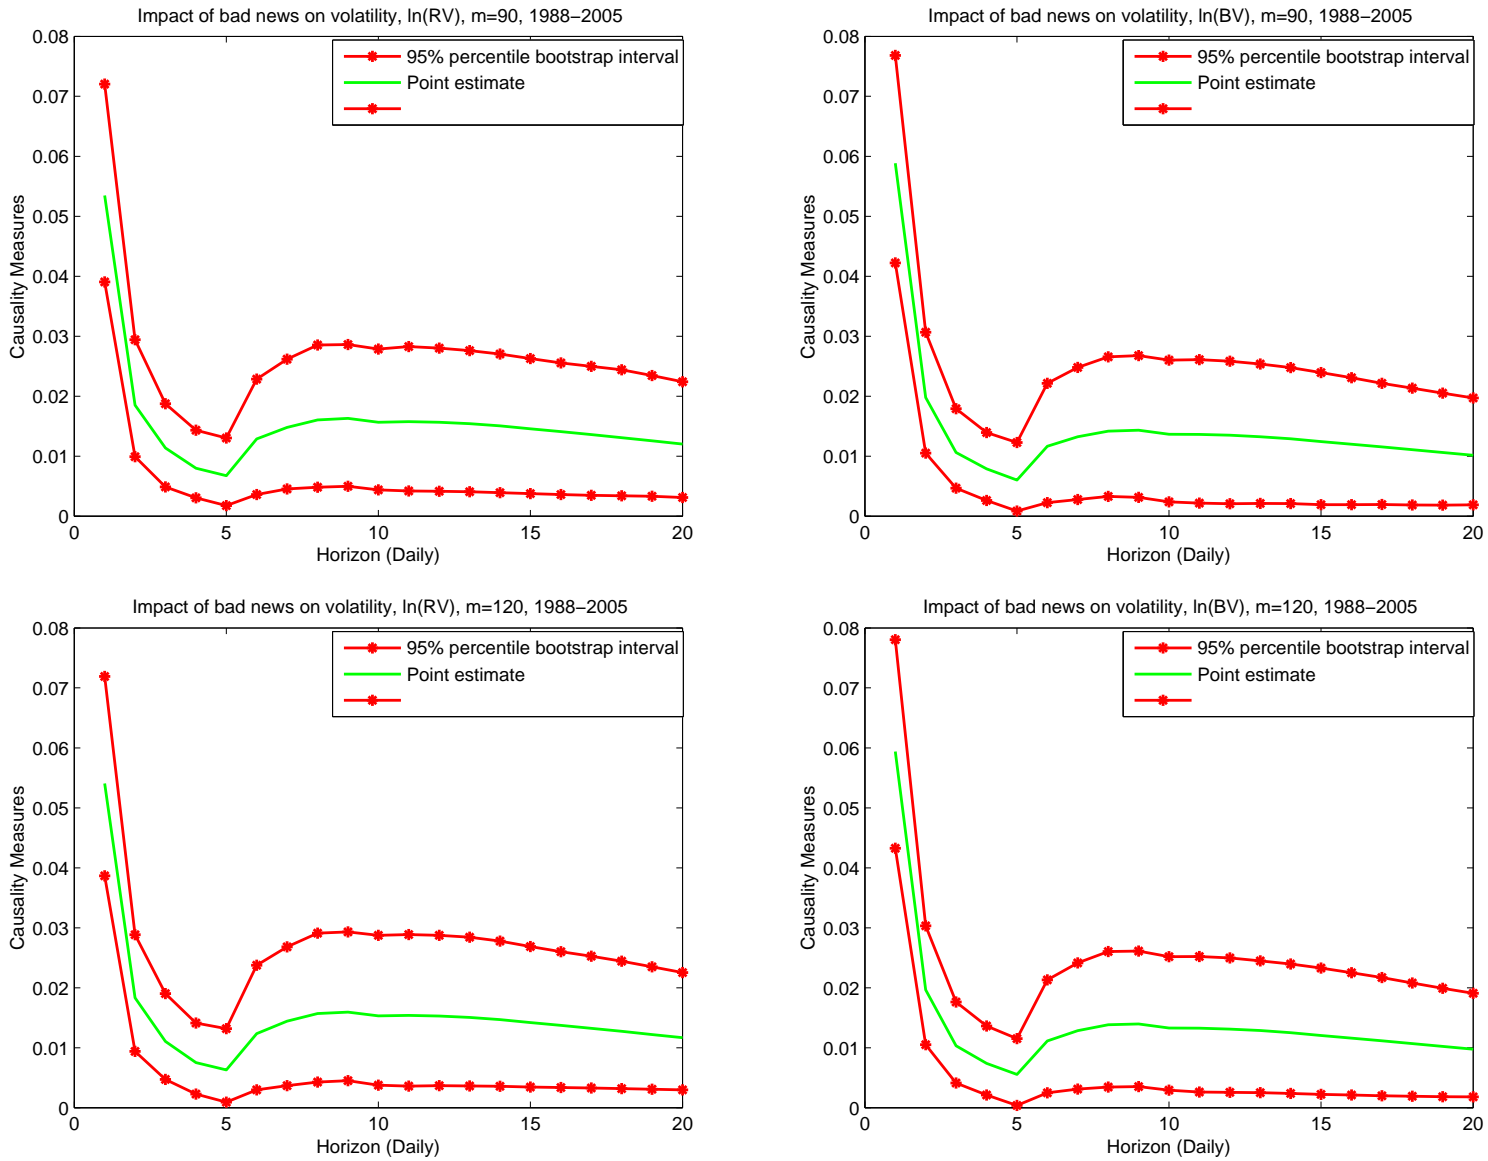 Impact of bad news on volatility, ln(RV), m=90, 1988−2005
0.08
0.07
0.06
0.05
0.04
0.03
0.02
0.01
0
Causality Measures
95% percentile bootstrap interval
Point estimate
0 5 10 15 20
Horizon (Daily)
Impact of bad news on volatility, ln(BV), m=90, 1988−2005
0.08
0.07
0.06
0.05
0.04
0.03
0.02
0.01
0
Causality Measures
95% percentile bootstrap interval
Point estimate
0 5 10 15 20
Horizon (Daily)
Impact of bad news on volatility, ln(RV), m=120, 1988−2005
0.08
0.07
0.06
0.05
0.04
0.03
0.02
0.01
0
Causality Measures
95% percentile bootstrap interval
Point estimate
0 5 10 15 20
Horizon (Daily)
Impact of bad news on volatility, ln(BV), m=120, 1988−2005
0.08
0.07
0.06
0.05
0.04
0.03
0.02
0.01
0
Causality Measures
95% percentile bootstrap interval
Point estimate
0 5 10 15 20
Horizon (Daily)